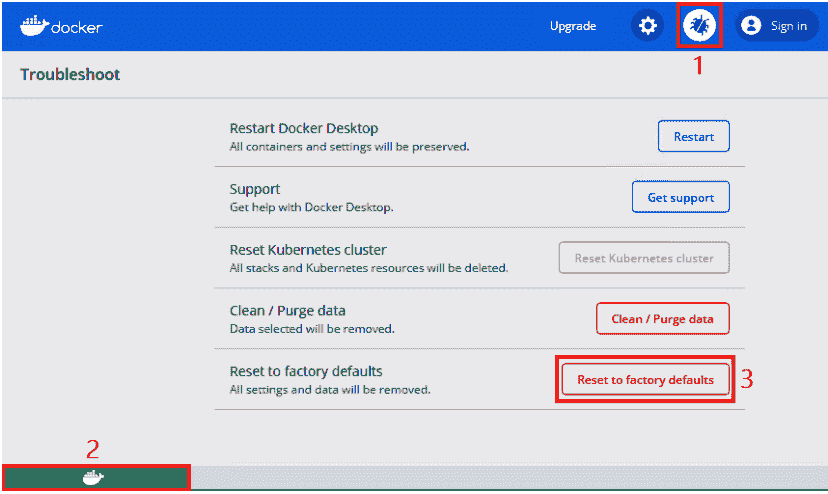 docker
Upgrade
Sign in
1
Troubleshoot
Restart Docker Desktop
All containers and settings will be preserved.
Restart
Support
Get help with Docker Desktop.
Get support
Reset Kubernetes cluster
All stacks and Kubernetes resources will be deleted.
Reset Kubernetes cluster
Clean / Purge data
Data selected will be removed.
Clean / Purge data
Reset to factory defaults
All settings and data will be removed.
Reset to factory defaults
3
2